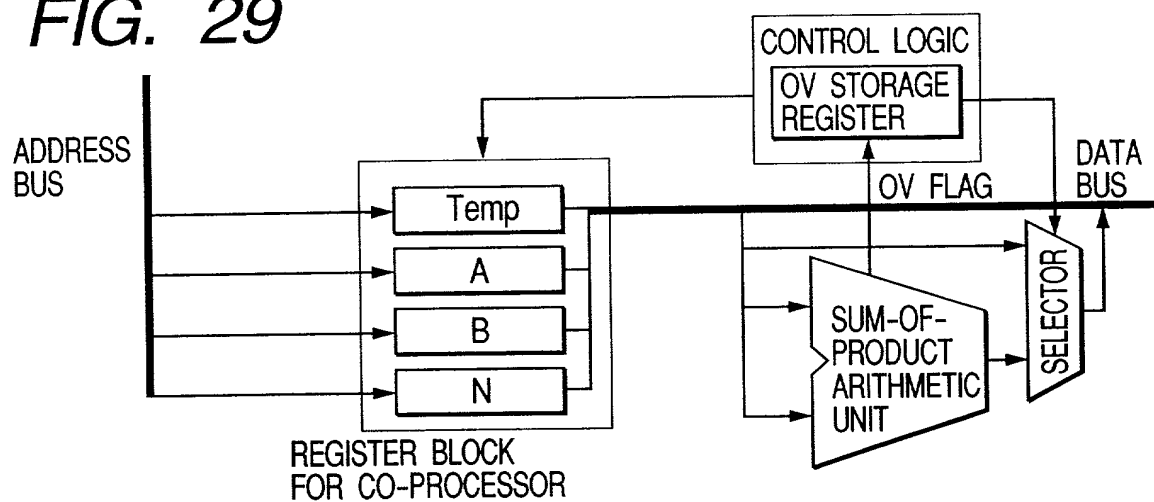 FIG. 29
CONTROL LOGIC
OV STORAGE
REGISTER
ADDRESS
BUS
DATA
BUS
OV FLAG
Temp
A
B
N
SUM-OF-
PRODUCT
ARITHMETIC
UNIT
SELECTOR
REGISTER BLOCK
FOR CO-PROCESSOR